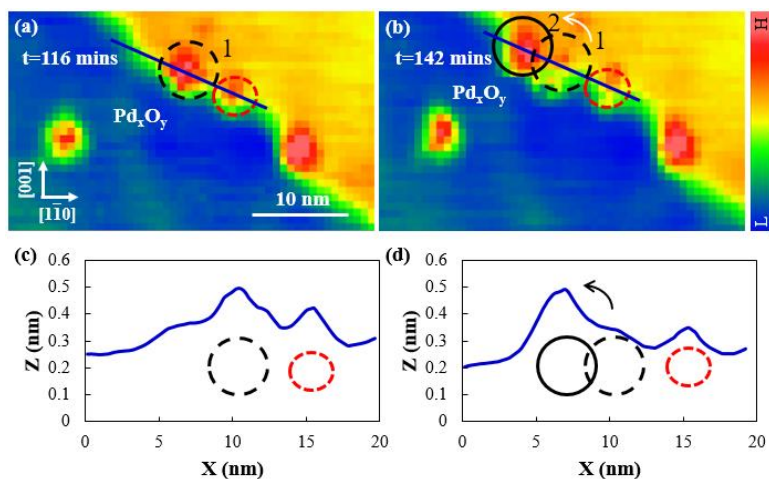 (a)
1
t=116 mins
PdxOy
[001]
[11̄0]
10 nm
(b)
2
1
t=142 mins
PdxOy
H
L
(c)
0.6
0.5
0.4
0.3
0.2
0.1
0
Z (nm)
0
5
10
15
20
X (nm)
(d)
0.6
0.5
0.4
0.3
0.2
0.1
0
Z (nm)
0
5
10
15
20
X (nm)